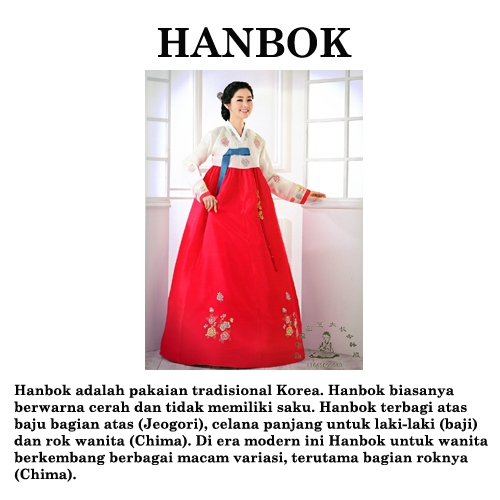 HANBOK
Hanbok adalah pakaian tradisional Korea. Hanbok biasanya
berwarna cerah dan tidak memiliki saku. Hanbok terbagi atas
baju bagian atas (Jeogori), celana panjang untuk laki-laki (baji)
dan rok wanita (Chima). Di era modern ini Hanbok untuk wanita
berkembang berbagai macam variasi, terutama bagian roknya
(Chima).